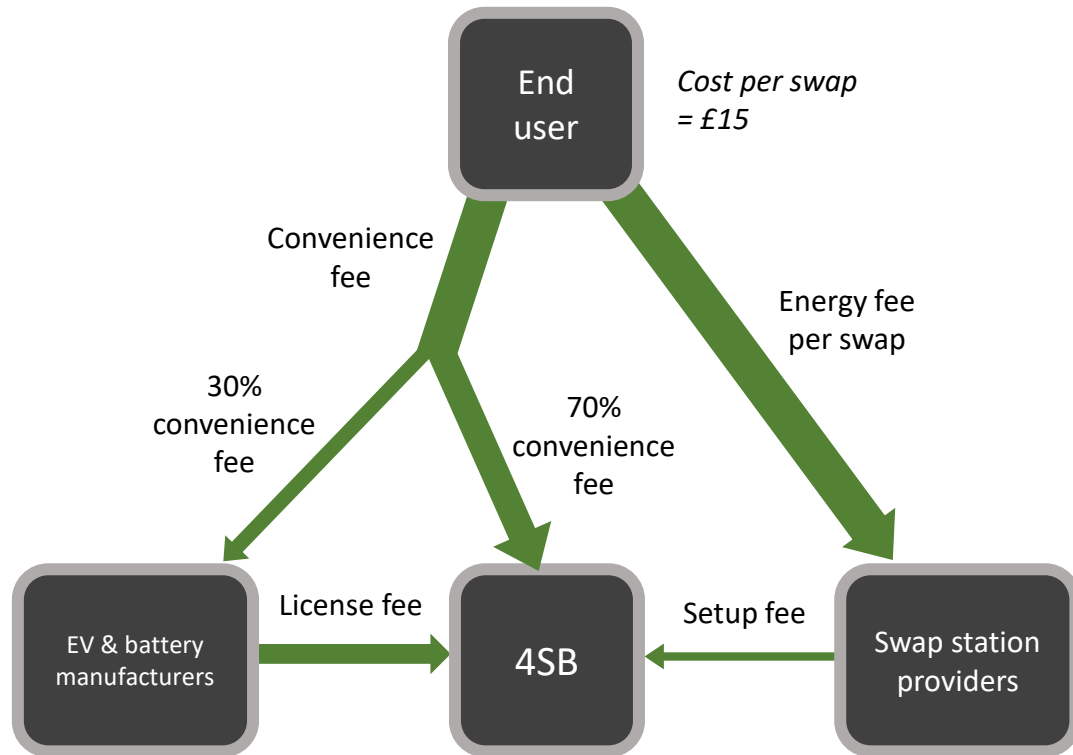 End
user
Cost per swap
= £15
Convenience
fee
Energy fee
per swap
30%
convenience
fee
70%
convenience
fee
License fee
Setup fee
EV & battery
manufacturers
4SB
Swap station
providers